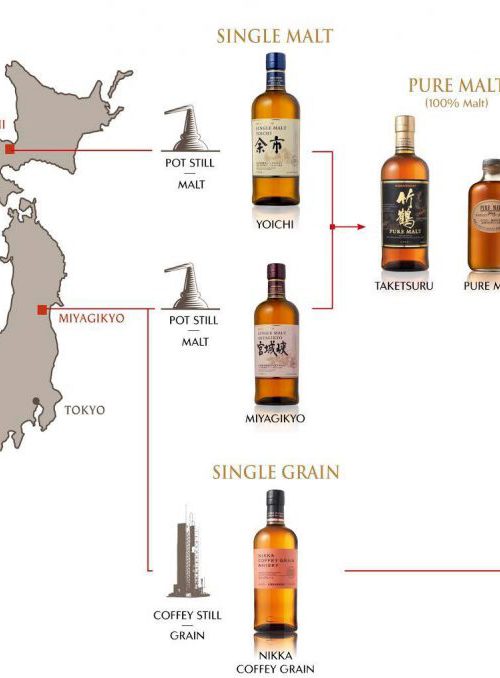 SINGLE MALT
PURE MALT
(100% Malt)
POT STILL
MALT
SINGLE MALT
YOICHI
余市
YOICHI
竹鶴
PURE MALT
TAKETSURU
PURE M
MIYAGIKYO
POT STILL
MALT
SINGLE MALT
MIYAGIKYO
宮城峡
MIYAGIKYO
TOKYO
SINGLE GRAIN
NIKKA
COFFEY GRAIN
WHISKY
COFFEY STILL
GRAIN
NIKKA
COFFEY GRAIN